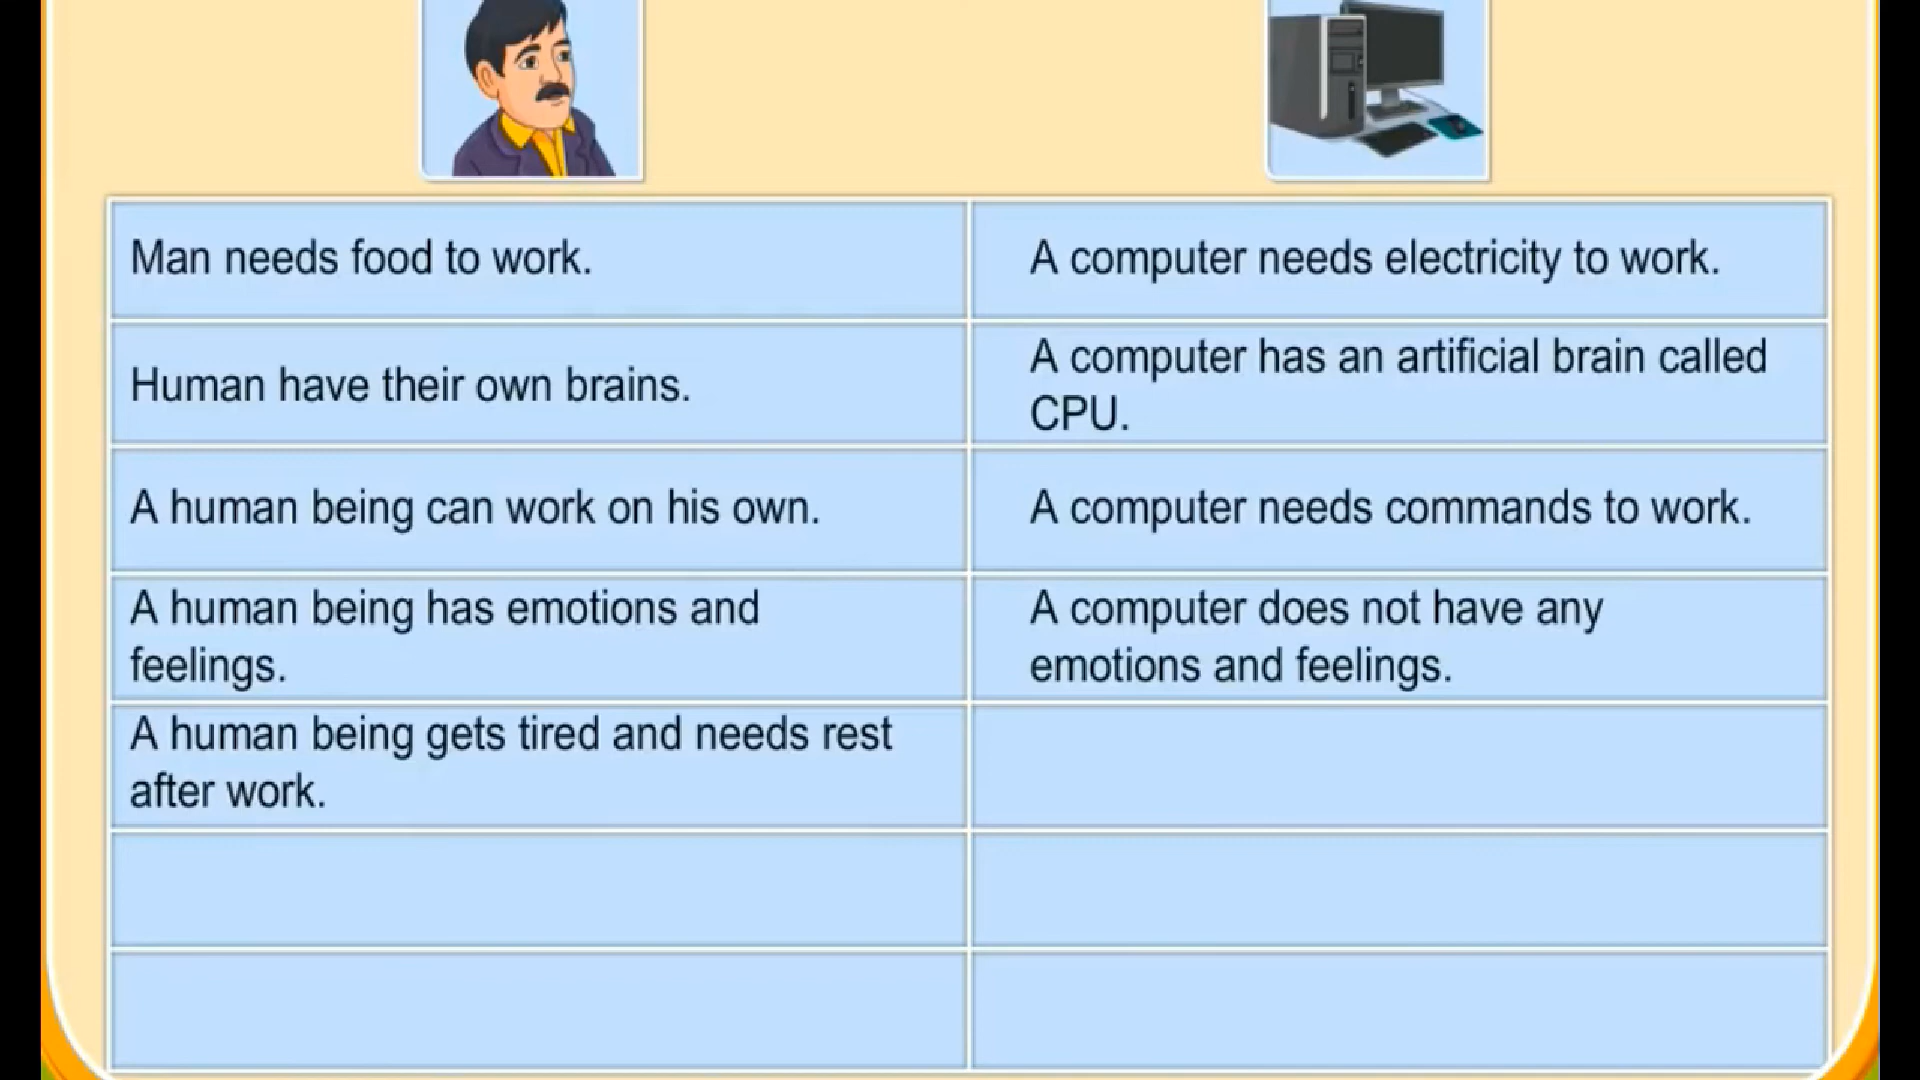 Man needs food to work.
A computer needs electricity to work.
Human have their own brains.
A computer has an artificial brain called
CPU.
A human being can work on his own.
A computer needs commands to work.
A human being has emotions and
feelings.
A computer does not have any
emotions and feelings.
A human being gets tired and needs rest
after work.